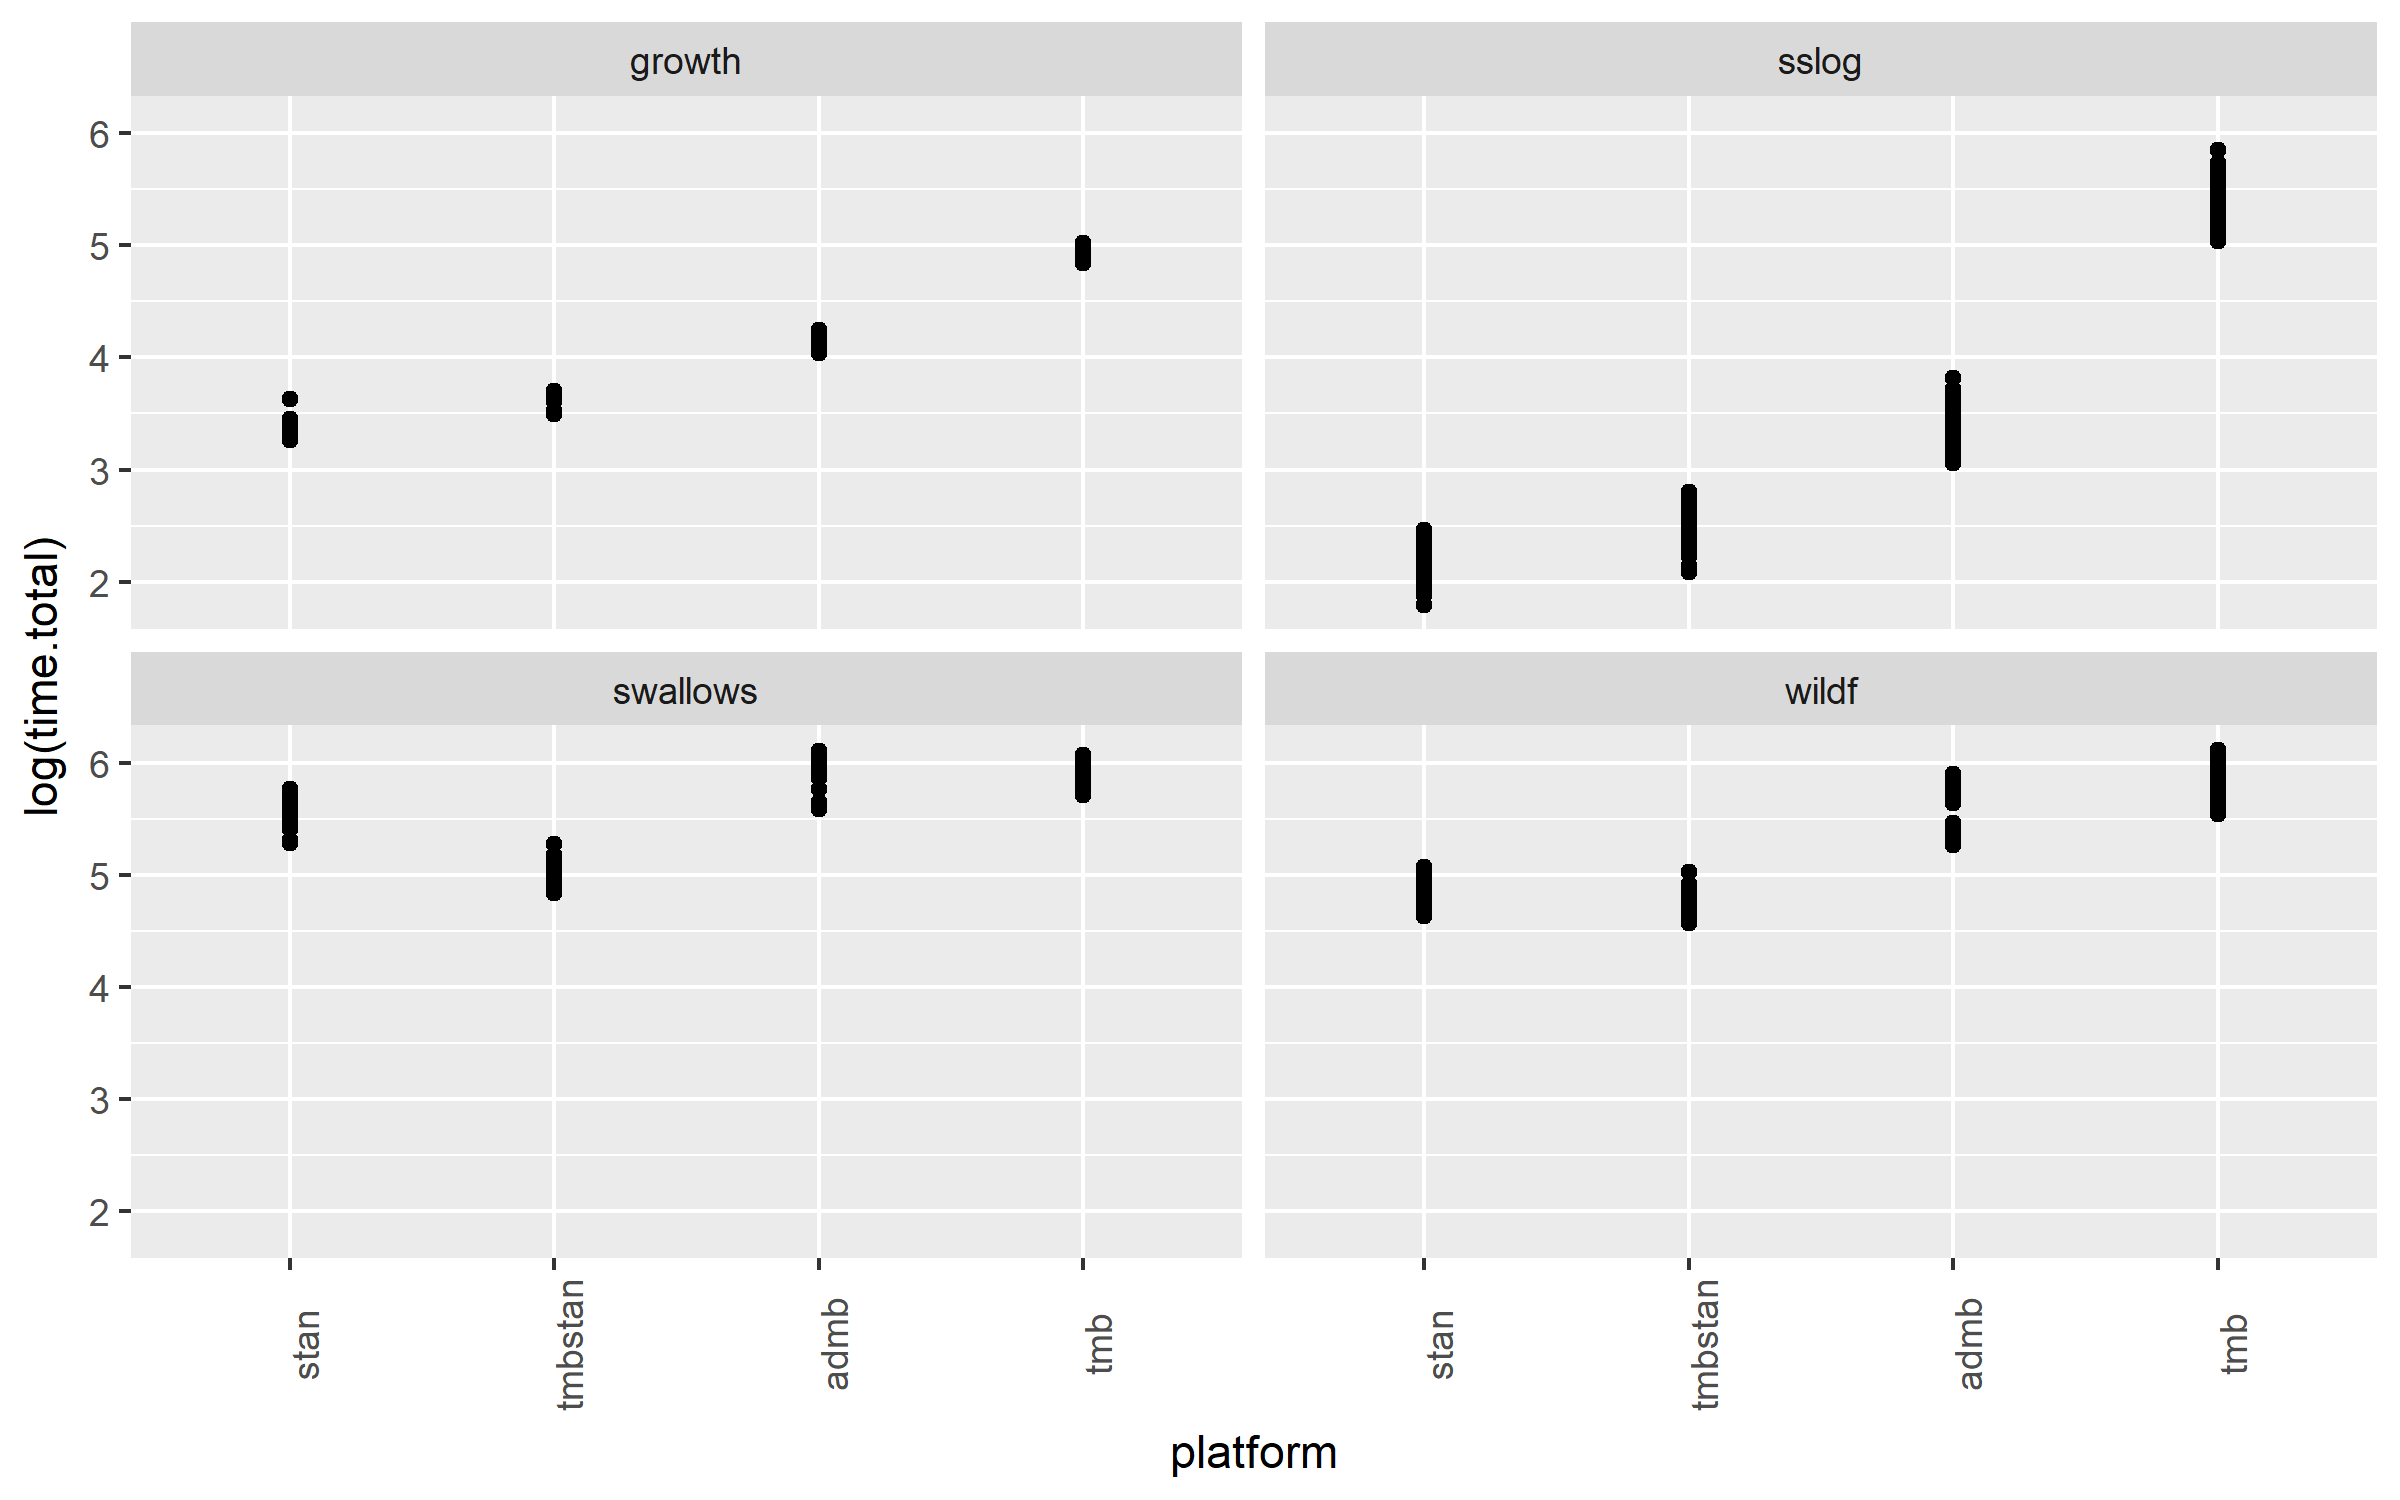 growth
sslog
6
5
4
3
2
swallows
wildf
6
5
4
3
2
log(time.total)
stan
tmbstan
admb
tmb
stan
tmbstan
admb
tmb
platform